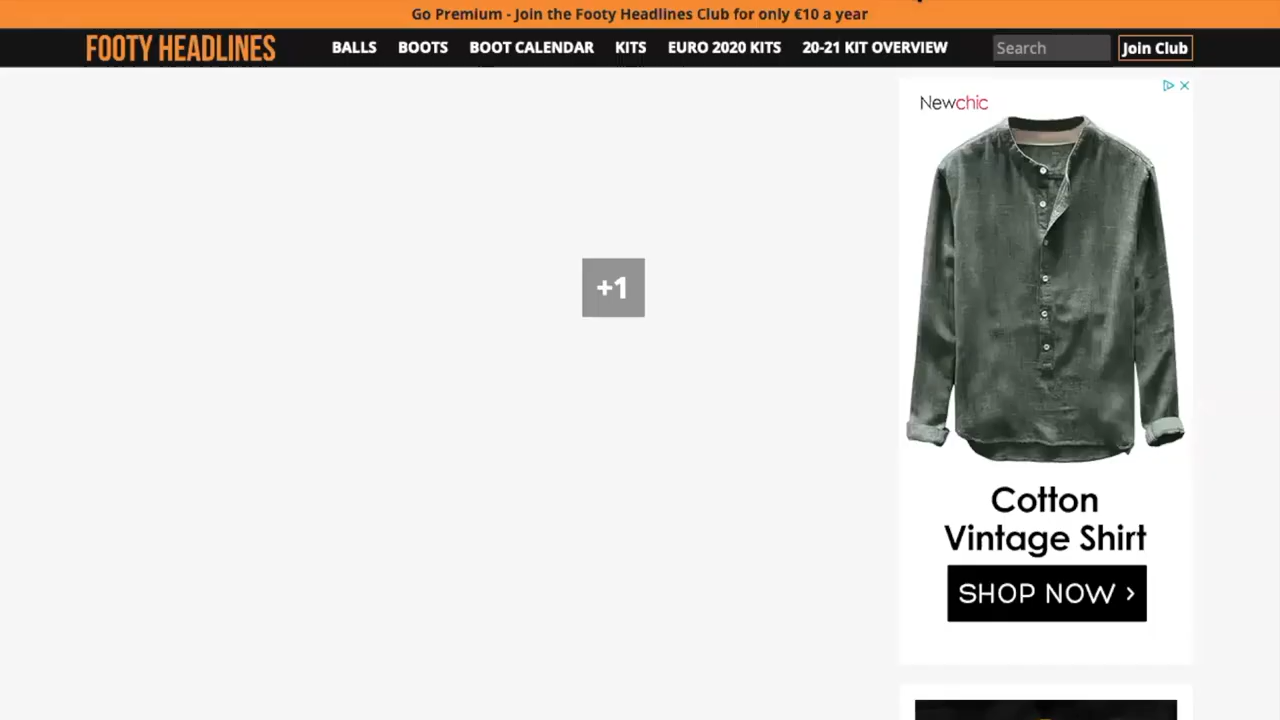 Go Premium - Join the Footy Headlines Club for only €10 a year
FOOTY HEADLINES
BALLS BOOTS BOOT CALENDAR KITS EURO 2020 KITS 20-21 KIT OVERVIEW Search Join Club
Newchic
+1
Cotton
Vintage Shirt
SHOP NOW >